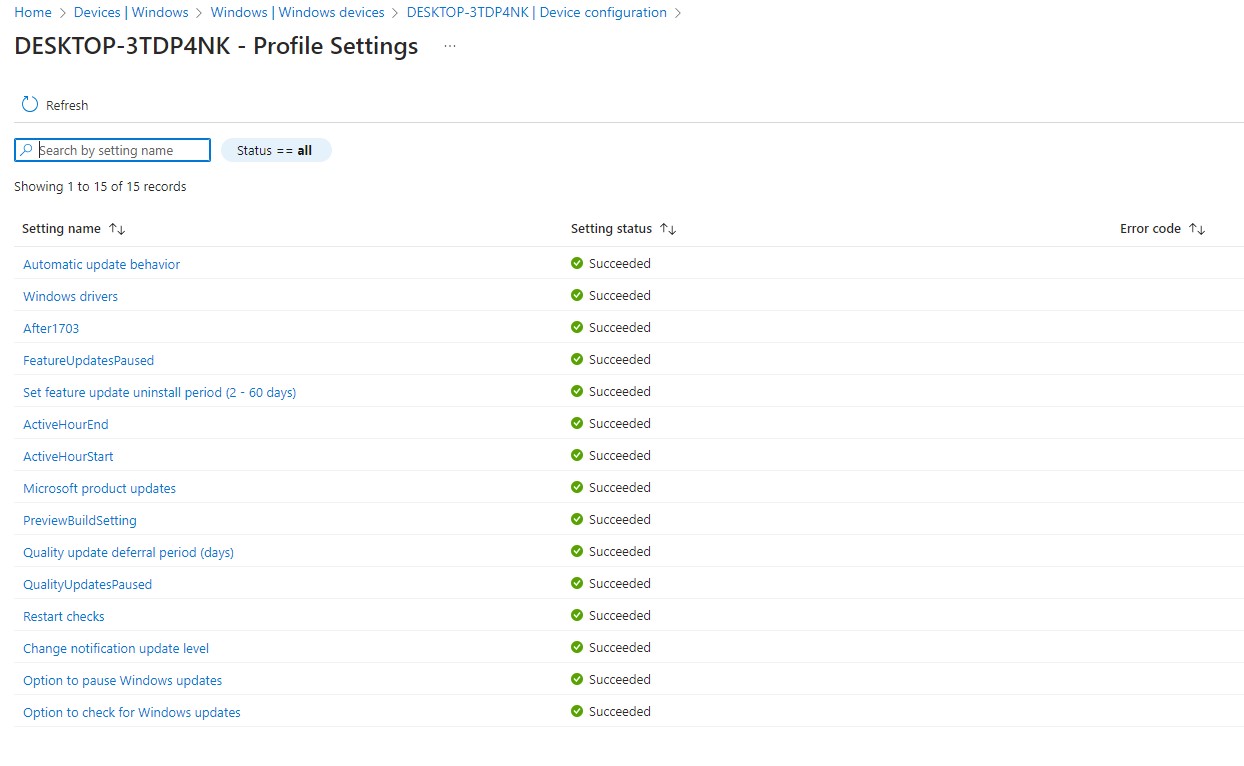 Home > Devices | Windows > Windows | Windows devices > DESKTOP-3TDP4NK | Device configuration >
DESKTOP-3TDP4NK - Profile Settings ...
Refresh
Search by setting name Status == all
Showing 1 to 15 of 15 records
Setting name ↑↓ Setting status ↑↓ Error code ↑↓
Automatic update behavior Succeeded
Windows drivers Succeeded
After1703 Succeeded
FeatureUpdatesPaused Succeeded
Set feature update uninstall period (2 - 60 days) Succeeded
ActiveHourEnd Succeeded
ActiveHourStart Succeeded
Microsoft product updates Succeeded
PreviewBuildSetting Succeeded
Quality update deferral period (days) Succeeded
QualityUpdatesPaused Succeeded
Restart checks Succeeded
Change notification update level Succeeded
Option to pause Windows updates Succeeded
Option to check for Windows updates Succeeded